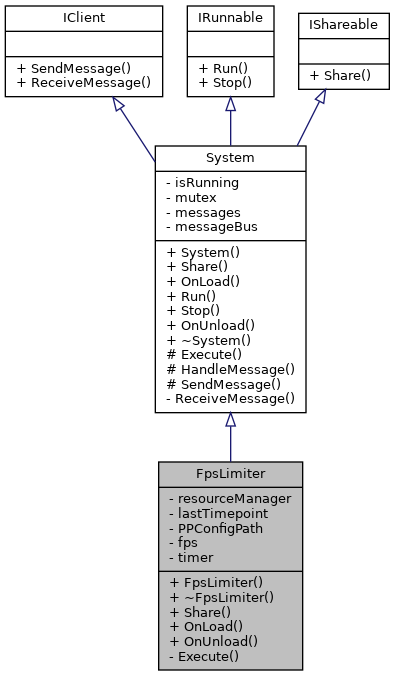 IClient
+ SendMessage()
+ ReceiveMessage()
IRunnable
+ Run()
+ Stop()
IShareable
+ Share()
System
- isRunning
- mutex
- messages
- messageBus
+ System()
+ Share()
+ OnLoad()
+ Run()
+ Stop()
+ OnUnload()
+ ~System()
# Execute()
# HandleMessage()
# SendMessage()
- ReceiveMessage()
FpsLimiter
- resourceManager
- lastTimepoint
- PPConfigPath
- fps
- timer
+ FpsLimiter()
+ ~FpsLimiter()
+ Share()
+ OnLoad()
+ OnUnload()
- Execute()